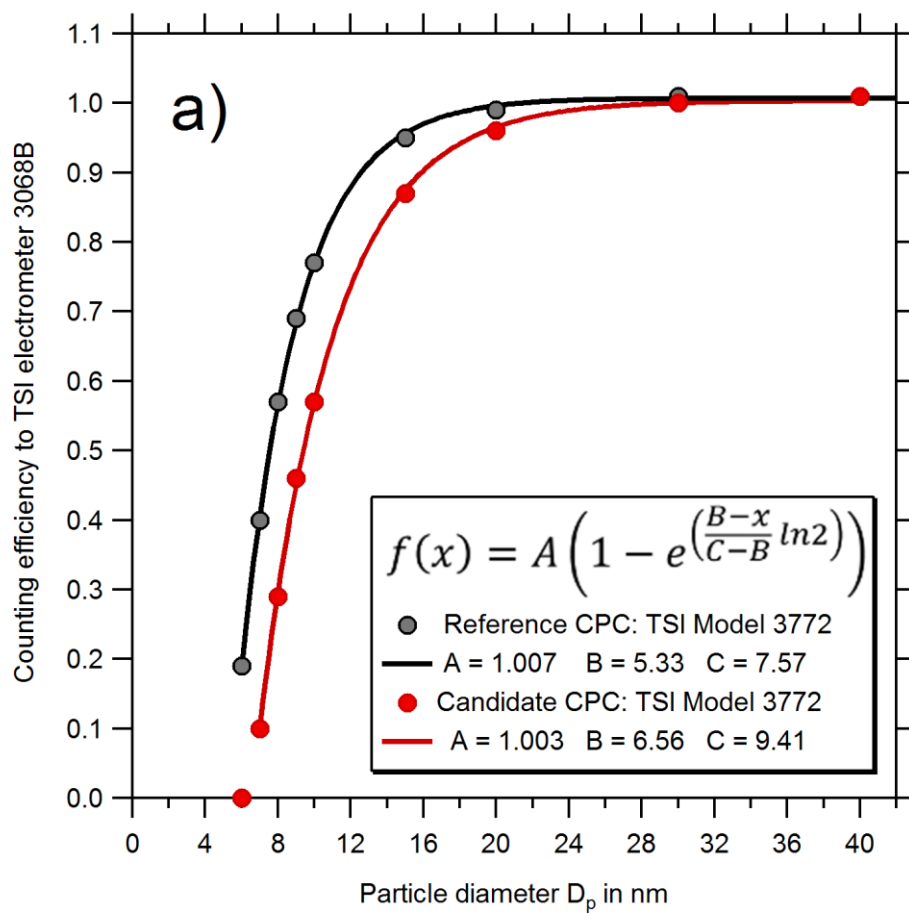 a)
Counting efficiency to TSI electrometer 3068B
1.1
1.0
0.9
0.8
0.7
0.6
0.5
0.4
0.3
0.2
0.1
0.0
f(x) = A(1 − e^((B−x)/(C−B) ln2))
Reference CPC: TSI Model 3772
A = 1.007 B = 5.33 C = 7.57
Candidate CPC: TSI Model 3772
A = 1.003 B = 6.56 C = 9.41
0 4 8 12 16 20 24 28 32 36 40
Particle diameter Dp in nm